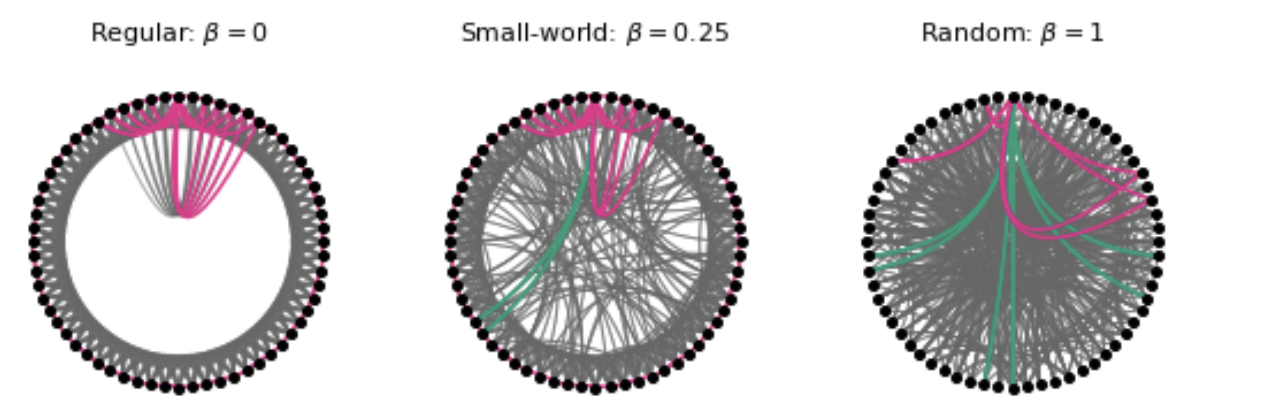 Regular: β = 0
Small-world: β = 0.25
Random: β = 1